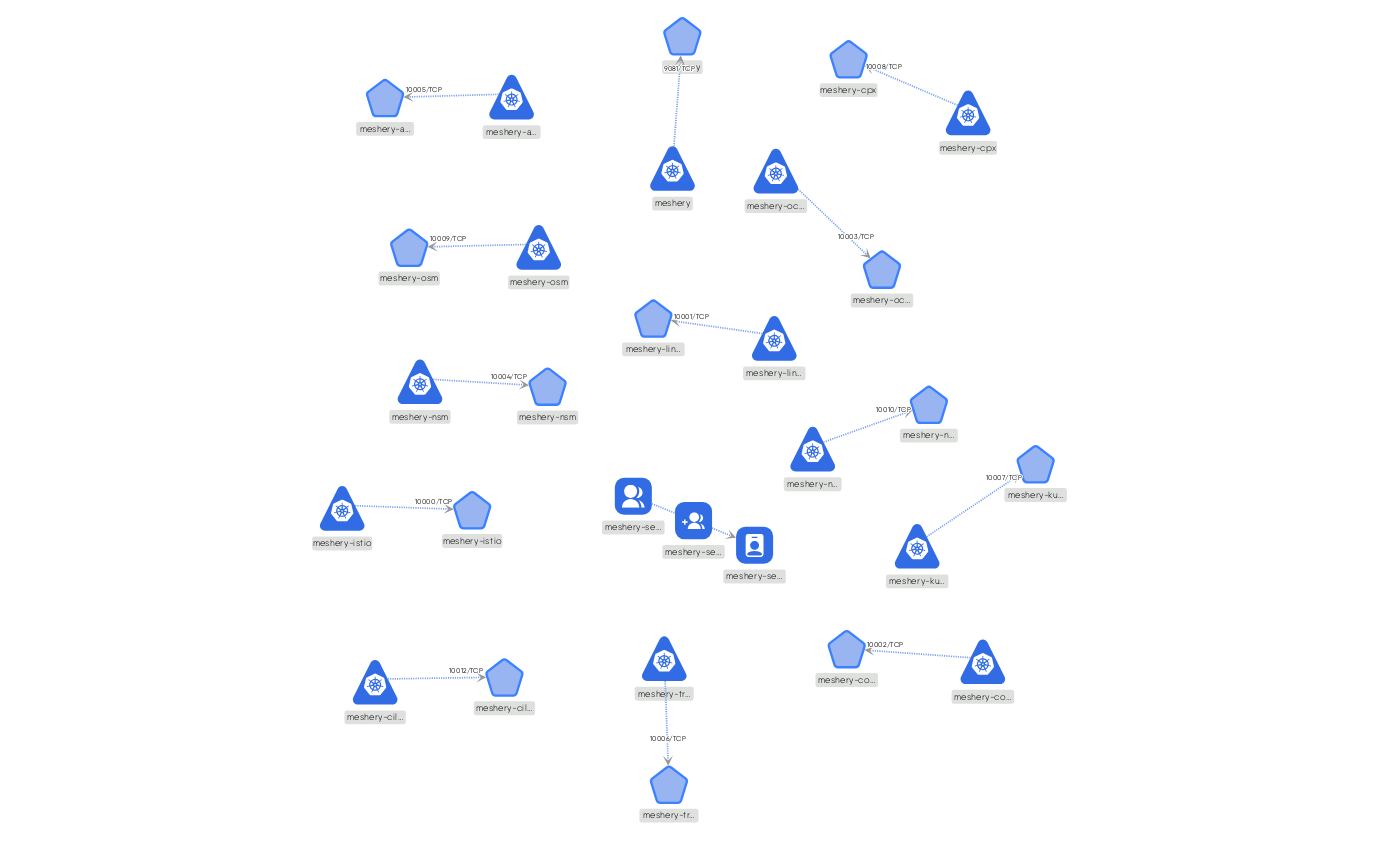 9081/TCP y
10008/TCP
meshery-cpx
10005/TCP
meshery-a...
meshery-a...
meshery-cpx
meshery
meshery-oc...
10003/TCP
10009/TCP
meshery-osm
meshery-osm
meshery-oc...
10001/TCP
meshery-lin...
meshery-lin...
10004/TCP
meshery-nsm
meshery-nsm
10010/TCP
meshery-n...
meshery-n...
10007/TCP
meshery-ku...
10000/TCP
meshery-istio
meshery-istio
meshery-se...
meshery-se...
meshery-se...
meshery-ku...
10002/TCP
meshery-co...
meshery-co...
10012/TCP
meshery-cil...
meshery-cil...
meshery-tr...
10006/TCP
meshery-tr...